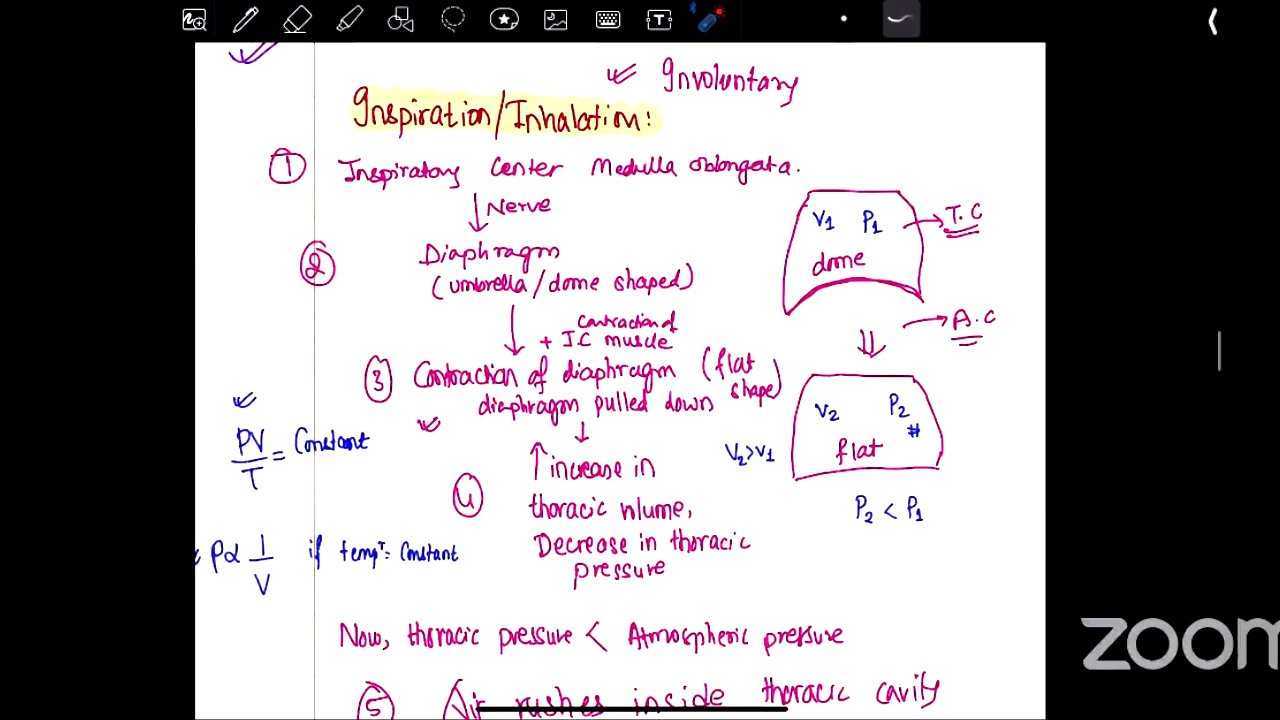 Involuntary
Inspiration/Inhalation:
① Inspiratory Center Medulla oblongata.
Nerve
② Diaphragm
(umbrella/dome shaped)
contraction of
+ IC muscle
③ Contraction of diaphragm (flat shape)
diaphragm pulled down
④ ↑ increase in
thoracic volume,
Decrease in thoracic
pressure
Now, thoracic pressure < Atmospheric pressure
⑤ Air rushes inside thoracic cavity
PV/T = Constant
P∝ 1/V if tempr = Constant
V1 P1 → T.C
dome
→ A.C
V2 P2
#
flat
V2>V1
P2 < P1
T
zoom